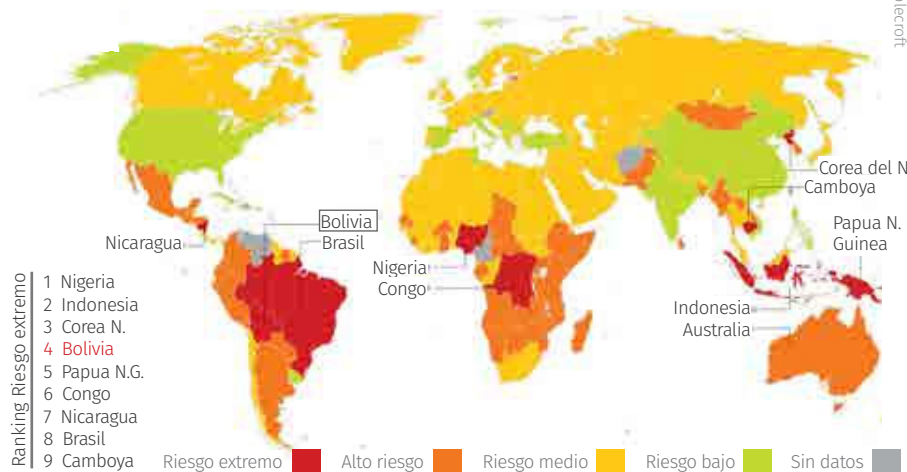 Corea del N
Camboya
Papua N.
Guinea
Bolivia
Nicaragua
Brasil
Nigeria
Congo
Indonesia
Australia
Ranking Riesgo extremo
1 Nigeria
2 Indonesia
3 Corea N.
4 Bolivia
5 Papua N.G.
6 Congo
7 Nicaragua
8 Brasil
9 Camboya
Riesgo extremo Alto riesgo Riesgo medio Riesgo bajo Sin datos